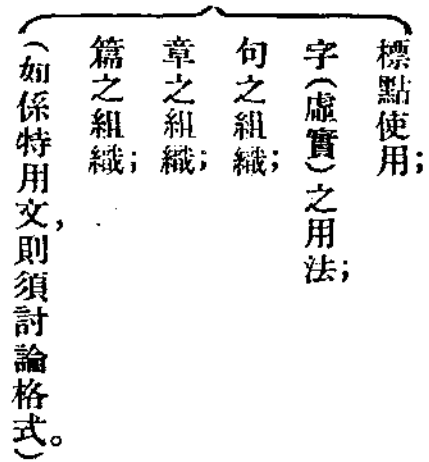 標點使用；
字（虛實）之用法；
句之組織；
章之組織；
篇之組織；
（如係特用文，則須討論格式。）